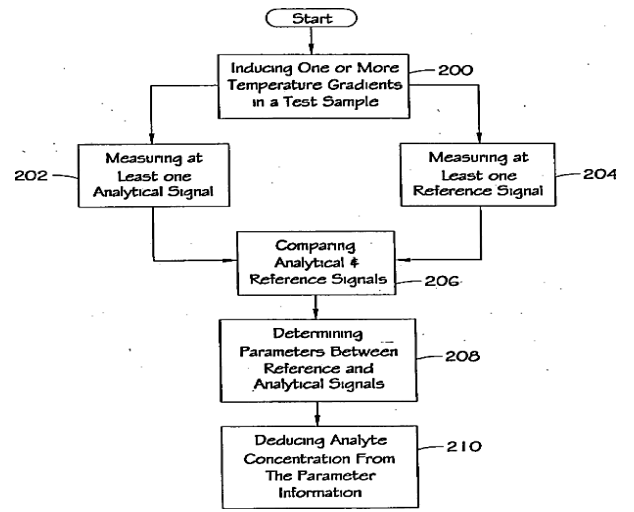 Start
Inducing One or More
Temperature Gradients
in a Test Sample
200
Measuring at
Least one
Analytical Signal
202
Measuring at
Least one
Reference Signal
204
Comparing
Analytical &
Reference Signals
206
Determining
Parameters Between
Reference and
Analytical Signals
208
Deducing Analyte
Concentration From
The Parameter
Information
210